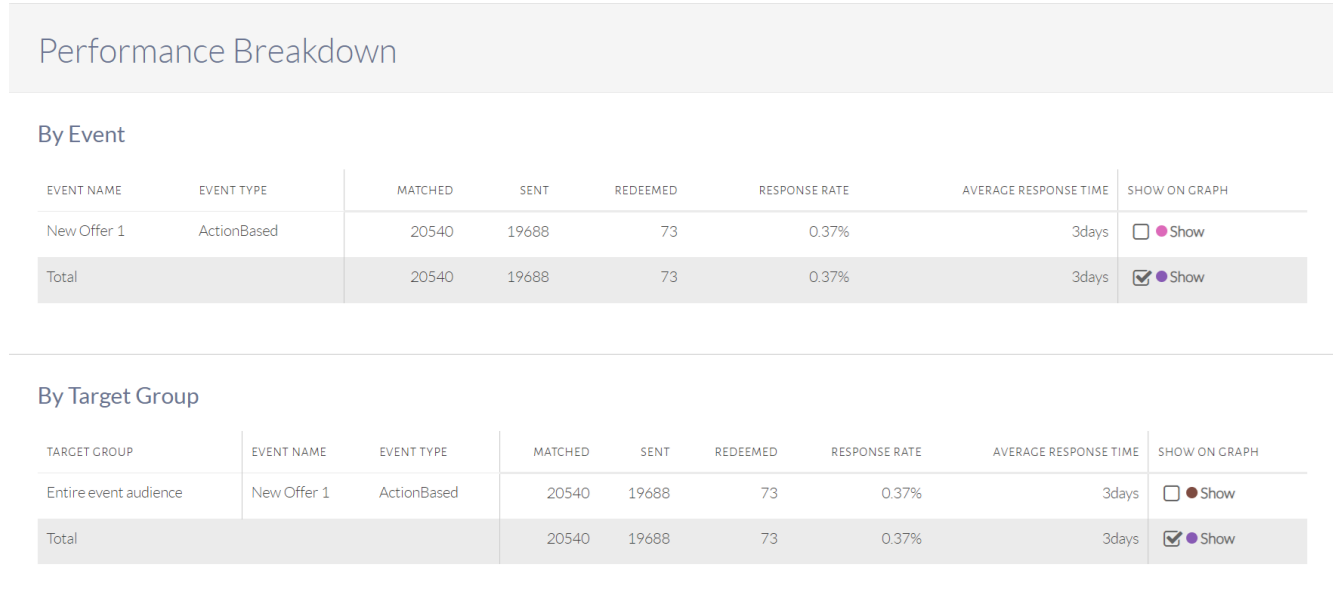 Performance Breakdown
By Event
EVENT NAME EVENT TYPE MATCHED SENT REDEEMED RESPONSE RATE AVERAGE RESPONSE TIME SHOW ON GRAPH
New Offer 1 ActionBased 20540 19688 73 0.37% 3days Show
Total 20540 19688 73 0.37% 3days Show
By Target Group
TARGET GROUP EVENT NAME EVENT TYPE MATCHED SENT REDEEMED RESPONSE RATE AVERAGE RESPONSE TIME SHOW ON GRAPH
Entire event audience New Offer 1 ActionBased 20540 19688 73 0.37% 3days Show
Total 20540 19688 73 0.37% 3days Show